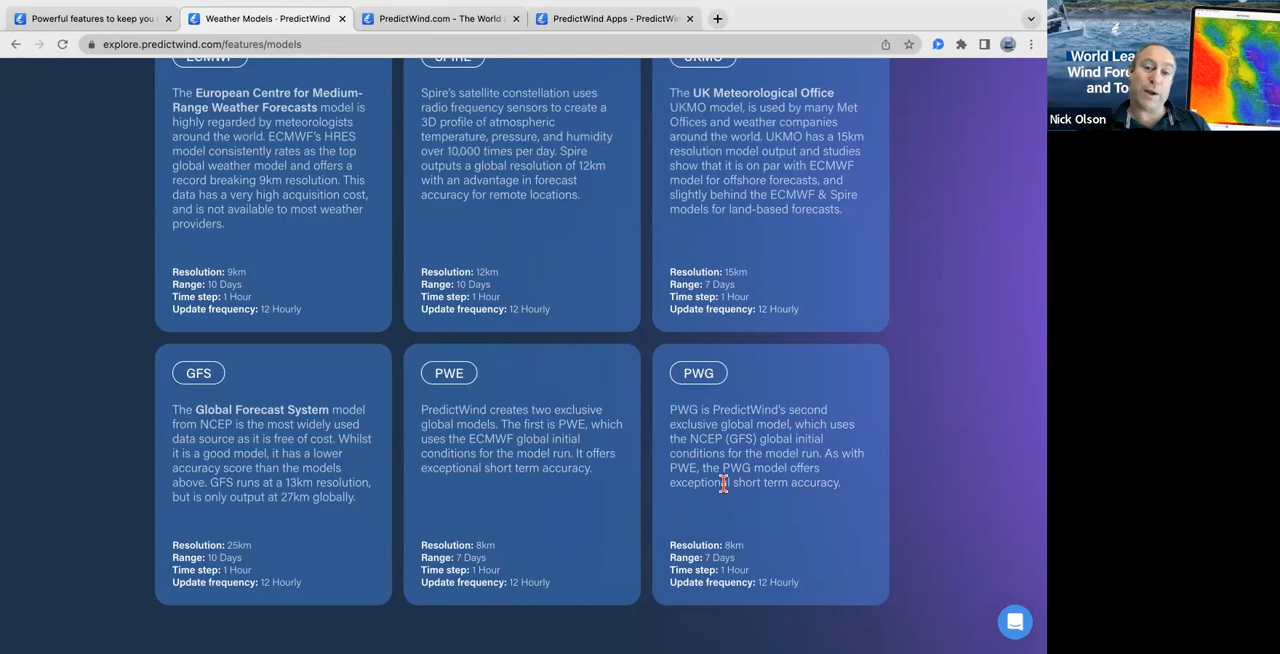 Powerful features to keep you
Weather Models · PredictWind
PredictWind.com – The World
PredictWind Apps - PredictWin
explore.predictwind.com/features/models
ECMWF
The European Centre for Medium-
Range Weather Forecasts model is
highly regarded by meteorologists
around the world. ECMWF's HRES
model consistently rates as the top
global weather model and offers a
record breaking 9km resolution. This
data has a very high acquisition cost,
and is not available to most weather
providers.
Resolution: 9km
Range: 10 Days
Time step: 1 Hour
Update frequency: 12 Hourly
SPIRE
Spire's satellite constellation uses
radio frequency sensors to create a
3D profile of atmospheric
temperature, pressure, and humidity
over 10,000 times per day. Spire
outputs a global resolution of 12km
with an advantage in forecast
accuracy for remote locations.
Resolution: 12km
Range: 10 Days
Time step: 1 Hour
Update frequency: 12 Hourly
UKMO
The UK Meteorological Office
UKMO model, is used by many Met
Offices and weather companies
around the world. UKMO has a 15km
resolution model output and studies
show that it is on par with ECMWF
model for offshore forecasts, and
slightly behind the ECMWF & Spire
models for land-based forecasts.
Resolution: 15km
Range: 7 Days
Time step: 1 Hour
Update frequency: 12 Hourly
GFS
The Global Forecast System model
from NCEP is the most widely used
data source as it is free of cost. Whilst
it is a good model, it has a lower
accuracy score than the models
above. GFS runs at a 13km resolution,
but is only output at 27km globally.
Resolution: 25km
Range: 10 Days
Time step: 1 Hour
Update frequency: 12 Hourly
PWE
PredictWind creates two exclusive
global models. The first is PWE, which
uses the ECMWF global initial
conditions for the model run. It offers
exceptional short term accuracy.
Resolution: 8km
Range: 7 Days
Time step: 1 Hour
Update frequency: 12 Hourly
PWG
PWG is PredictWind's second
exclusive global model, which uses
the NCEP (GFS) global initial
conditions for the model run. As with
PWE, the PWG model offers
exceptional short term accuracy.
Resolution: 8km
Range: 7 Days
Time step: 1 Hour
Update frequency: 12 Hourly
World Lea
Wind Fore
and To
Nick Olson